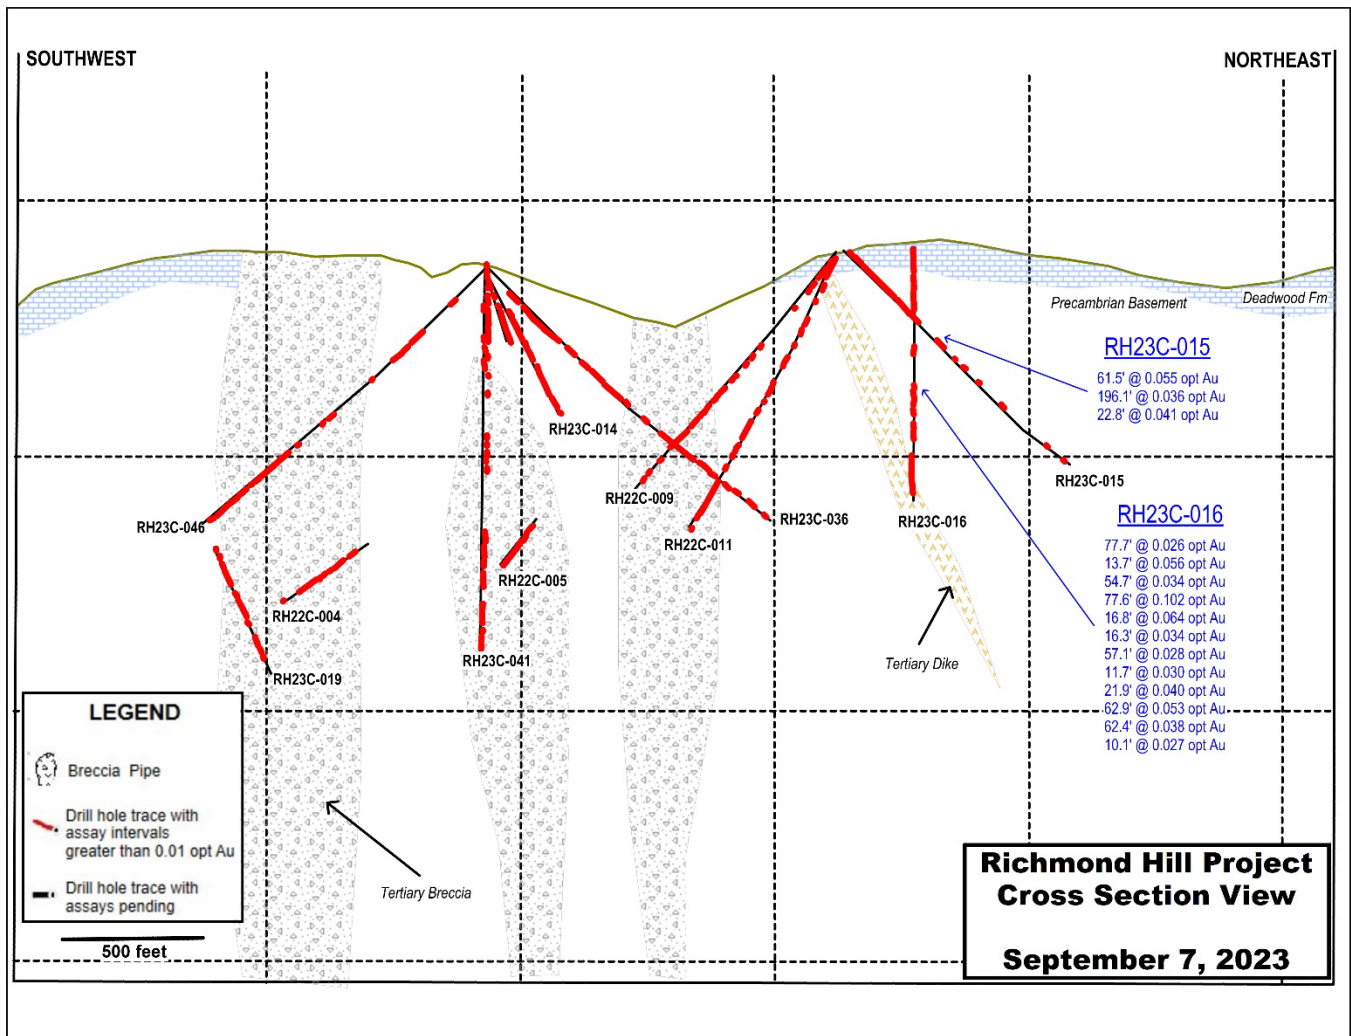 SOUTHWEST
NORTHEAST
Precambrian Basement
Deadwood Fm
RH23C-015
61.5' @ 0.055 opt Au
196.1' @ 0.036 opt Au
22.8' @ 0.041 opt Au
RH23C-014
RH23C-015
RH22C-009
RH23C-046
RH23C-036
RH23C-016
RH22C-011
RH23C-016
77.7' @ 0.026 opt Au
13.7' @ 0.056 opt Au
54.7' @ 0.034 opt Au
77.6' @ 0.102 opt Au
16.8' @ 0.064 opt Au
16.3' @ 0.034 opt Au
57.1' @ 0.028 opt Au
11.7' @ 0.030 opt Au
21.9' @ 0.040 opt Au
62.9' @ 0.053 opt Au
62.4' @ 0.038 opt Au
10.1' @ 0.027 opt Au
RH22C-005
RH22C-004
RH23C-041
Tertiary Dike
RH23C-019
LEGEND
Breccia Pipe
Drill hole trace with
assay intervals
greater than 0.01 opt Au
Drill hole trace with
assays pending
500 feet
Tertiary Breccia
Richmond Hill Project
Cross Section View
September 7, 2023